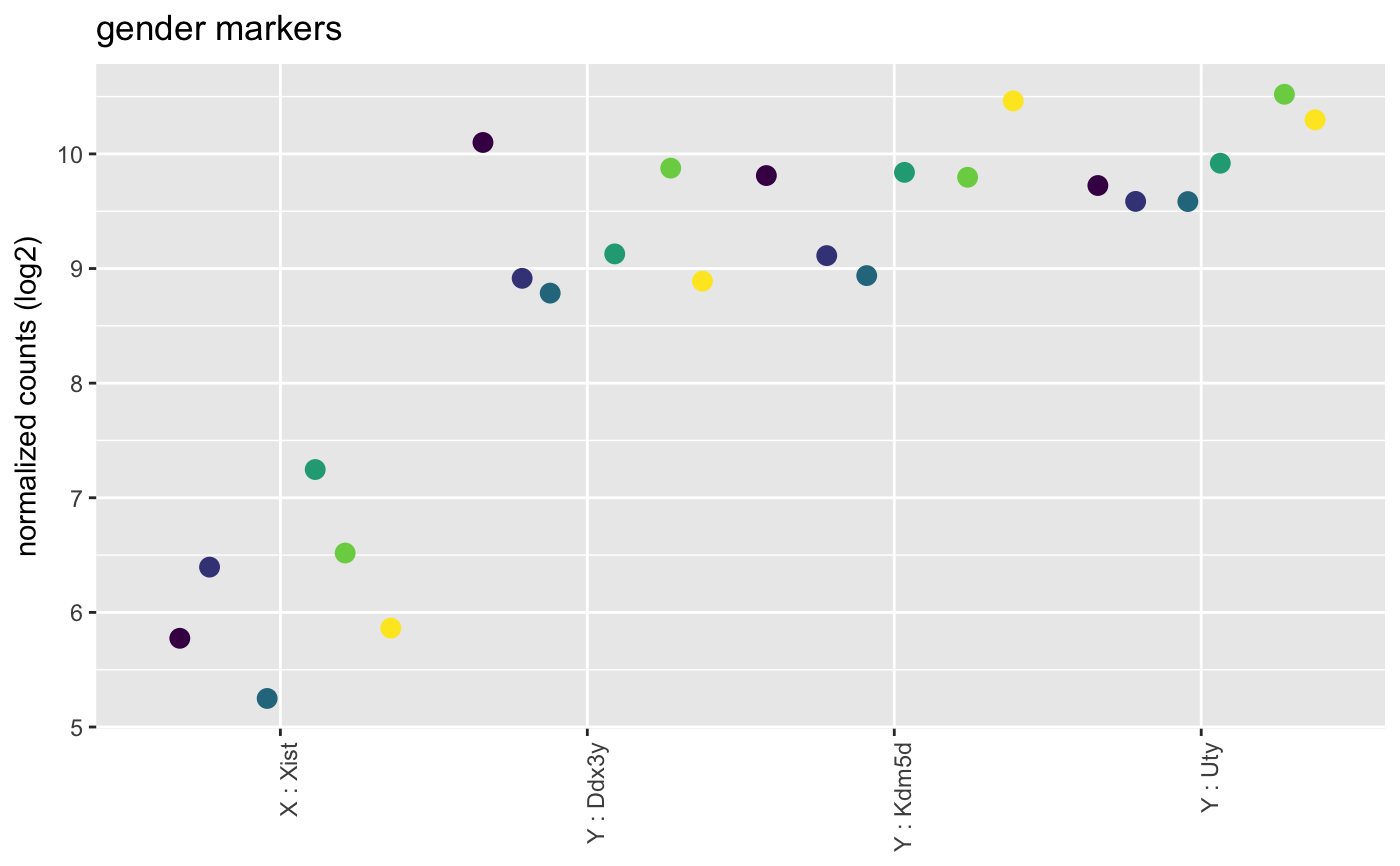 gender markers
normalized counts (log2)
10
9
8
7
6
5
X : Xist
Y : Ddx3y
Y : Kdm5d
Y : Uty